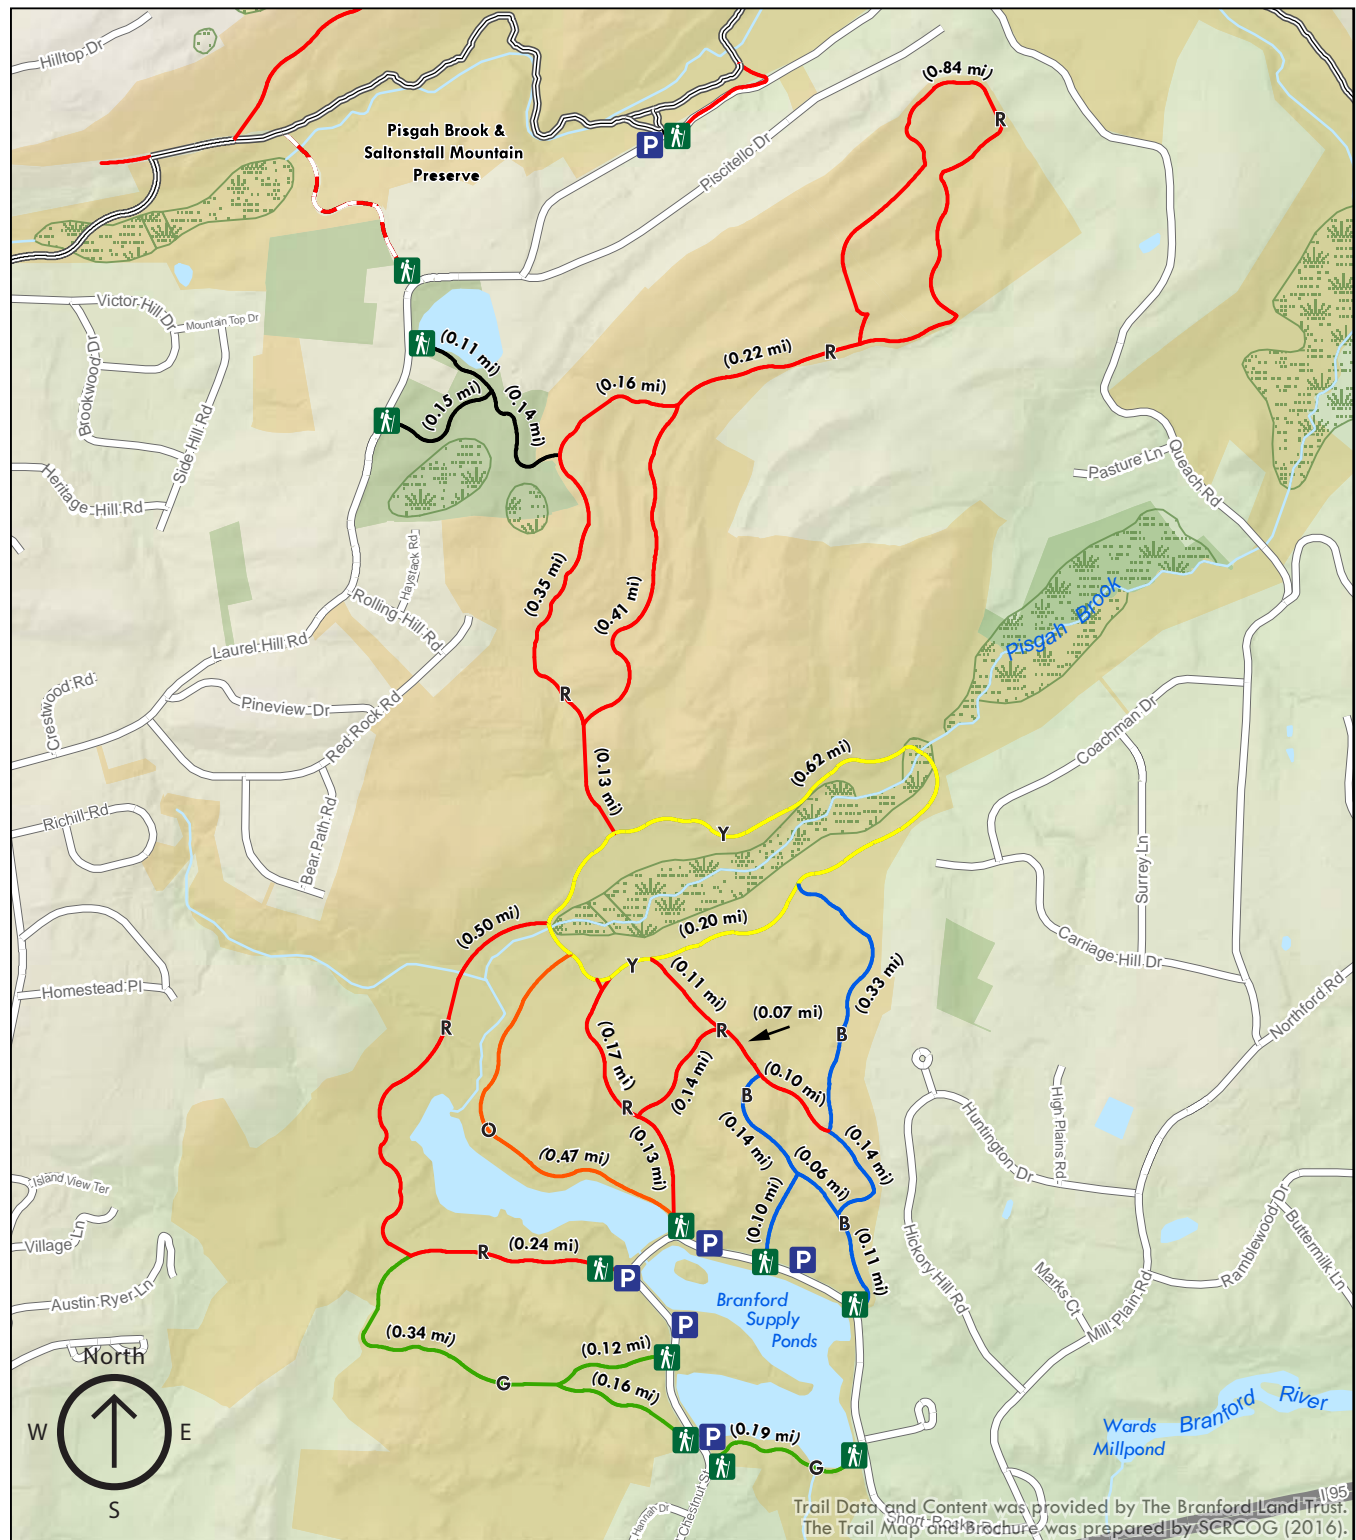 Hilltop Dr
(0.84 mi)
R
Pisgah Brook &
Saltonstall Mountain
Preserve
P
Piscitello Dr
Victor Hill Dr
Mountain Top Dr
Brookwood Dr
Side Hill Rd
Heritage Hill Rd
(0.11 mi)
(0.15 mi)
(0.14 mi)
(0.16 mi)
(0.22 mi)
R
Pasture Ln
Queach Rd
Haystack Rd
Rolling Hill Rd
Laurel Hill Rd
(0.35 mi)
(0.41 mi)
Pisgah Brook
Crestwood Rd
Pineview Dr
Red Rock Rd
R
Coachman Dr
(0.13 mi)
(0.62 mi)
Y
Richill Rd
Bear Path Rd
Surrey Ln
(0.50 mi)
(0.20 mi)
Y
Carriage Hill Dr
Homestead Pl
(0.11 mi)
(0.33 mi)
Northford Rd
R
(0.07 mi)
R
B
(0.17 mi)
(0.14 mi)
(0.10 mi)
B
R
Huntington Dr
High Plains Rd
O
(0.47 mi)
(0.13 mi)
(0.14 mi)
(0.06 mi)
(0.14 mi)
Island View Ter
Village Ln
(0.10 mi)
B
(0.11 mi)
R
(0.24 mi)
P
P
P
Hickory Hill Rd
Ramblewood Dr
Buttermilk Ln
Austin Ryer Ln
Marks Ct
Mill Plain Rd
Branford
Supply
Ponds
P
(0.34 mi)
(0.12 mi)
G
(0.16 mi)
North
W
E
S
P
(0.19 mi)
G
Wards
Millpond
Branford River
Hannah Dr
Chestnut St
Short Rocks Rd
I 95
Trail Data and Content was provided by The Branford Land Trust.
The Trail Map and Brochure was prepared by SCRCOG (2016).